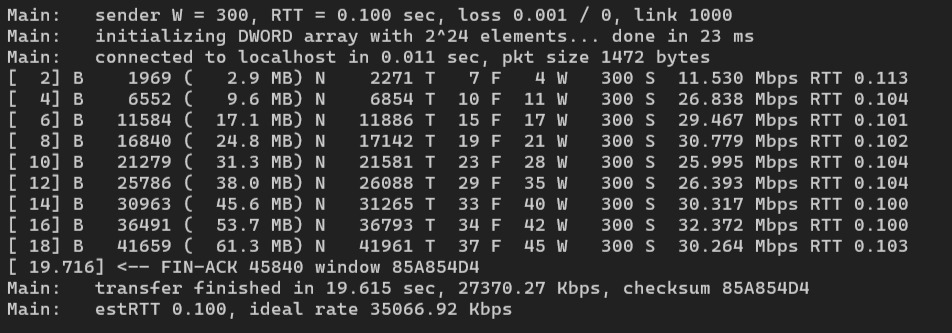 Main:   sender W = 300, RTT = 0.100 sec, loss 0.001 / 0, link 1000
Main:   initializing DWORD array with 2^24 elements... done in 23 ms
Main:   connected to localhost in 0.011 sec, pkt size 1472 bytes
[  2] B    1969 (   2.9 MB) N    2271 T   7 F   4 W   300 S  11.530 Mbps RTT 0.113
[  4] B    6552 (   9.6 MB) N    6854 T  10 F  11 W   300 S  26.838 Mbps RTT 0.104
[  6] B   11584 (  17.1 MB) N   11886 T  15 F  17 W   300 S  29.467 Mbps RTT 0.101
[  8] B   16840 (  24.8 MB) N   17142 T  19 F  21 W   300 S  30.779 Mbps RTT 0.102
[ 10] B   21279 (  31.3 MB) N   21581 T  23 F  28 W   300 S  25.995 Mbps RTT 0.104
[ 12] B   25786 (  38.0 MB) N   26088 T  29 F  35 W   300 S  26.393 Mbps RTT 0.104
[ 14] B   30963 (  45.6 MB) N   31265 T  33 F  40 W   300 S  30.317 Mbps RTT 0.100
[ 16] B   36491 (  53.7 MB) N   36793 T  34 F  42 W   300 S  32.372 Mbps RTT 0.100
[ 18] B   41659 (  61.3 MB) N   41961 T  37 F  45 W   300 S  30.264 Mbps RTT 0.103
[ 19.716] <-- FIN-ACK 45840 window 85A854D4
Main:   transfer finished in 19.615 sec, 27370.27 Kbps, checksum 85A854D4
Main:   estRTT 0.100, ideal rate 35066.92 Kbps